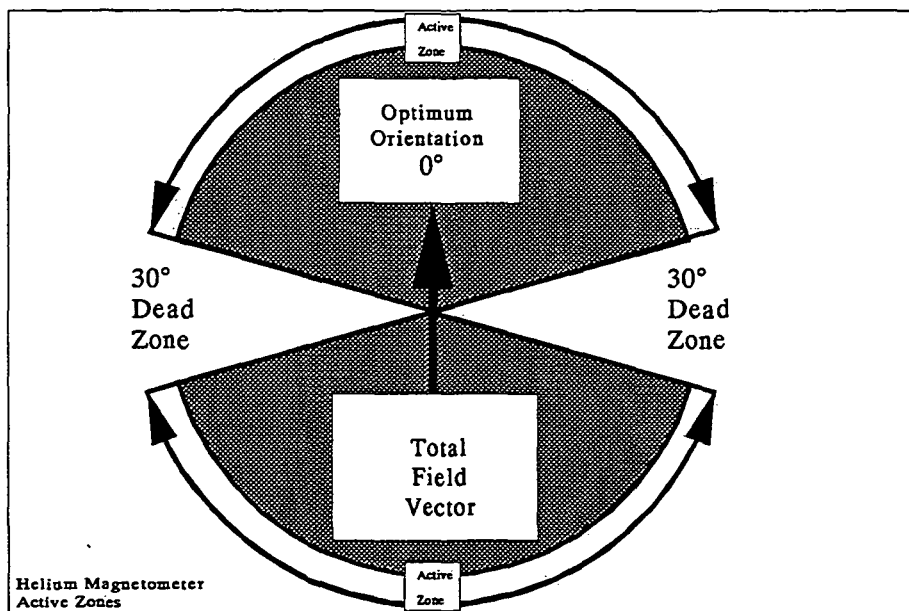 Active
Zone
Optimum
Orientation
0°
30°
Dead
Zone
30°
Dead
Zone
Total
Field
Vector
Active
Zone
Helium Magnetometer
Active Zones